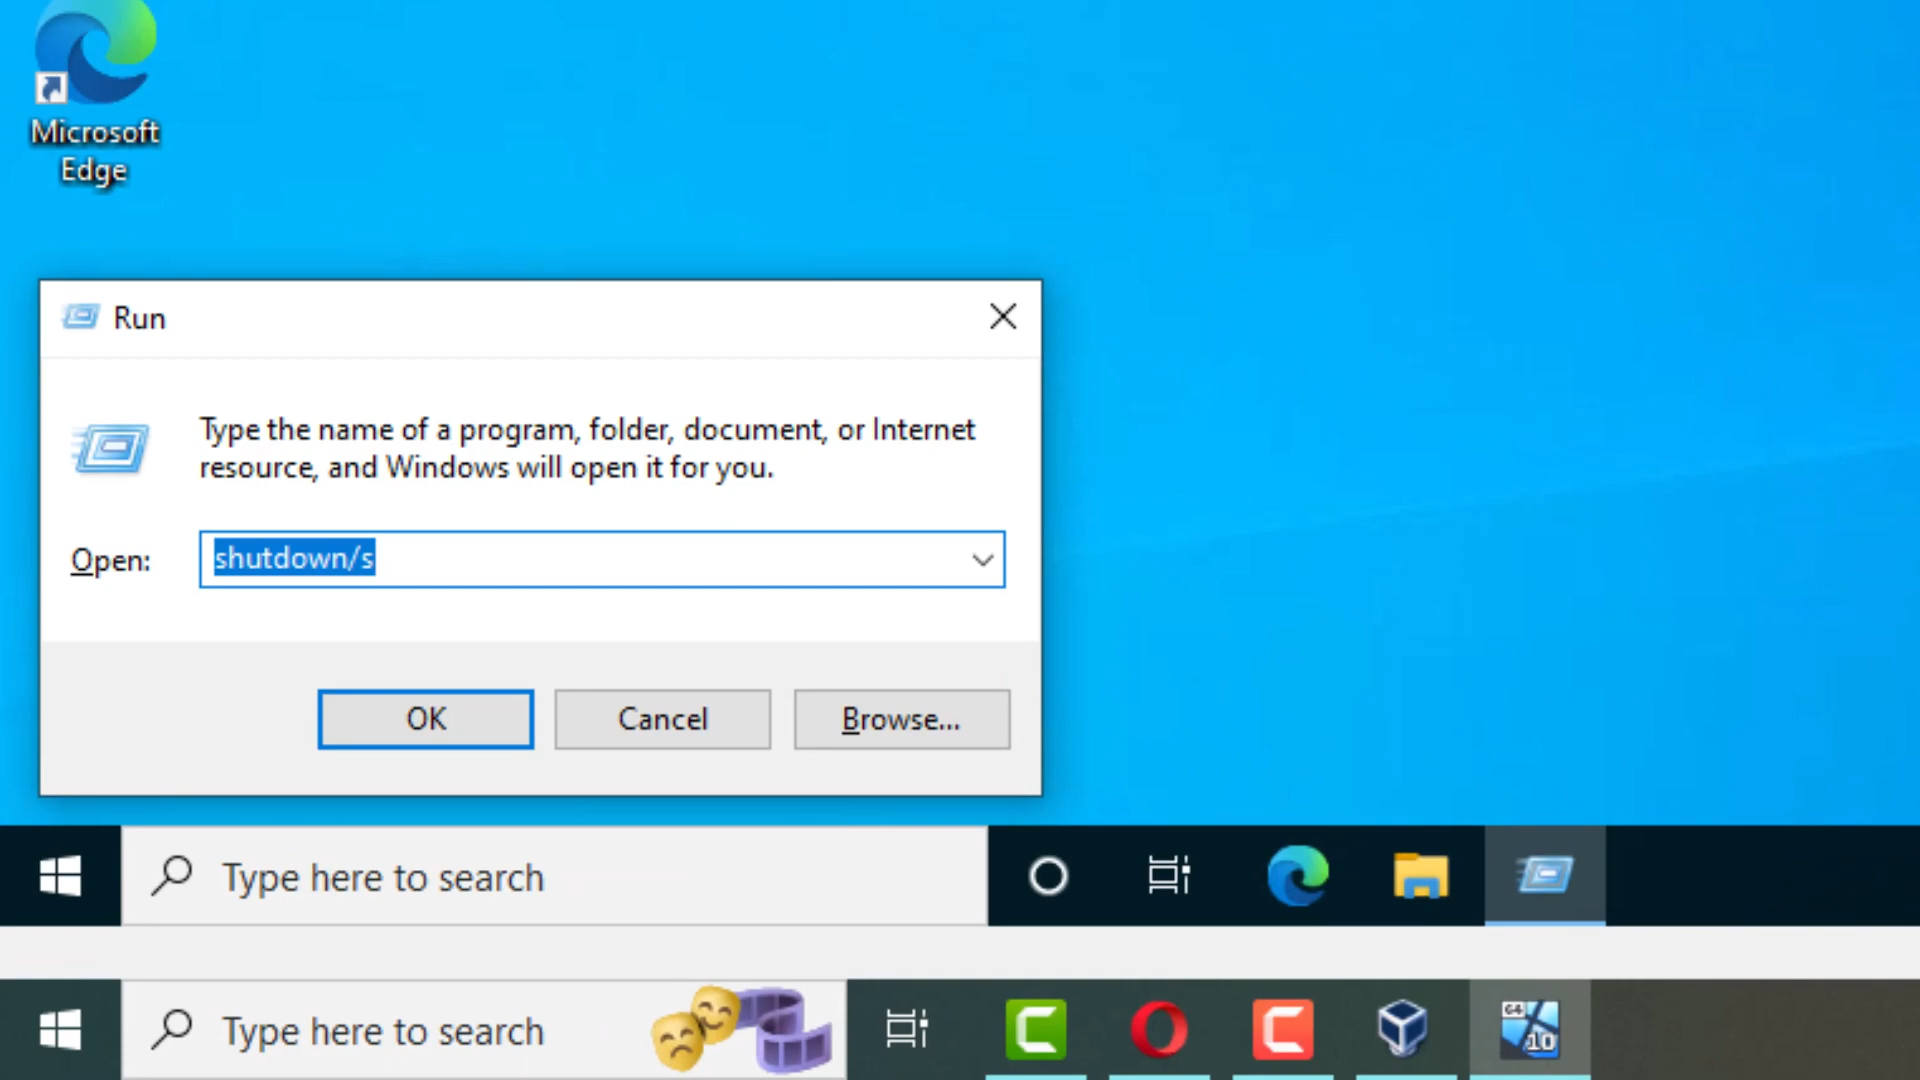 Microsoft
Edge
Run
Type the name of a program, folder, document, or Internet
resource, and Windows will open it for you.
Open:
shutdown/s
OK
Cancel
Browse...
Type here to search
Type here to search
64
10